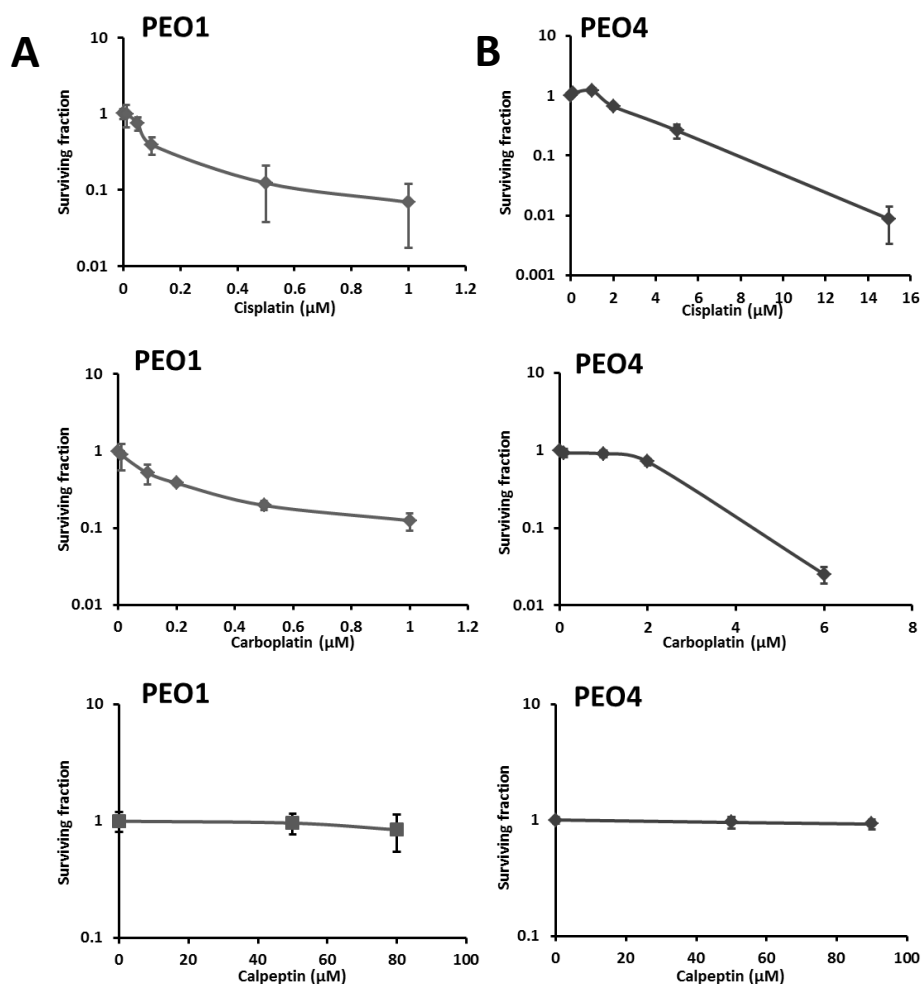 A
PEO1
10
1
0.1
0.01
Surviving fraction
0 0.2 0.4 0.6 0.8 1 1.2
Cisplatin (µM)
B
PEO4
10
1
0.1
0.01
0.001
Surviving fraction
0 2 4 6 8 10 12 14 16
Cisplatin (µM)
PEO1
10
1
0.1
0.01
Surviving fraction
0 0.2 0.4 0.6 0.8 1 1.2
Carboplatin (µM)
PEO4
10
1
0.1
0.01
Surviving fraction
0 2 4 6 8
Carboplatin (µM)
PEO1
10
1
0.1
Surviving fraction
0 20 40 60 80 100
Calpeptin (µM)
PEO4
10
1
0.1
Surviving fraction
0 20 40 60 80 100
Calpeptin (µM)